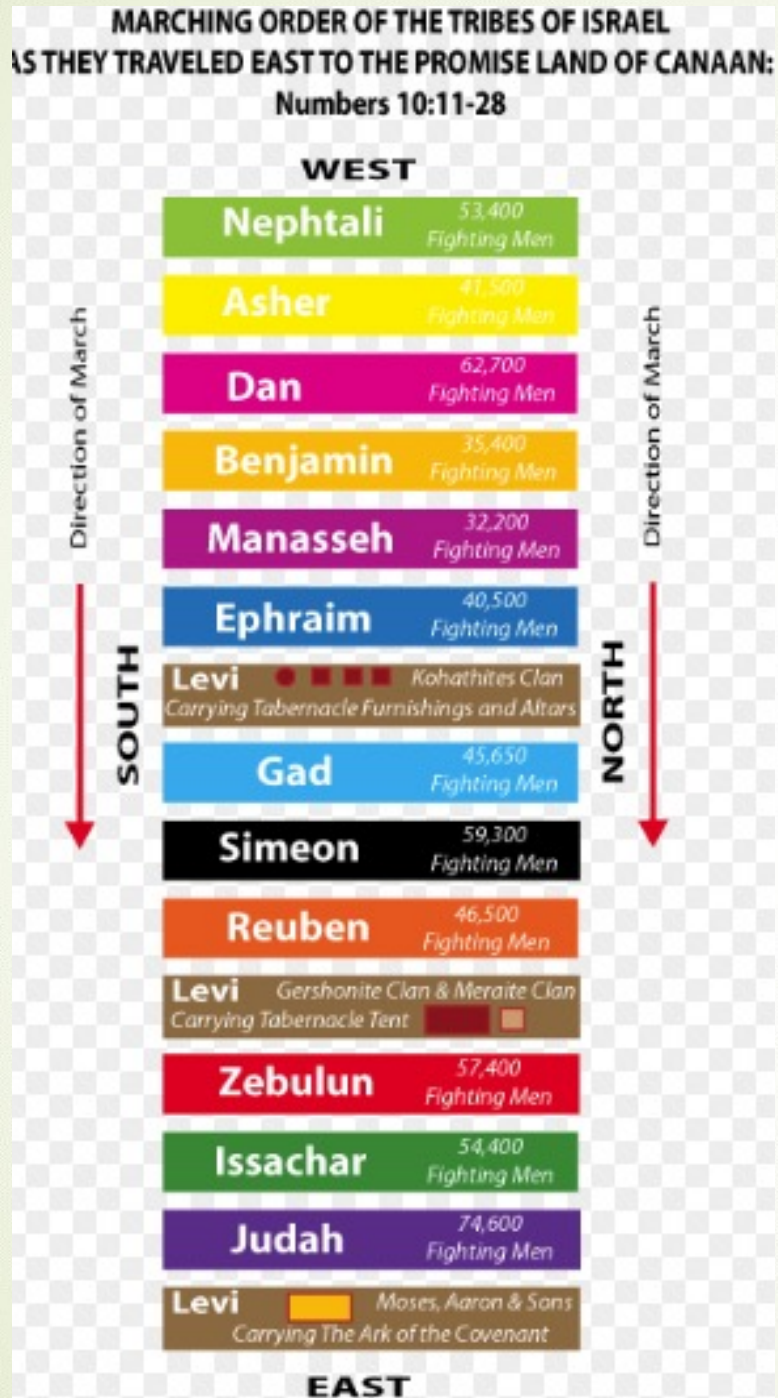 MARCHING ORDER OF THE TRIBES OF ISRAEL
AS THEY TRAVELED EAST TO THE PROMISE LAND OF CANAAN:
Numbers 10:11-28
WEST
Nephtali
53,400
Fighting Men
Asher
41,500
Fighting Men
Dan
62,700
Fighting Men
Benjamin
35,400
Fighting Men
Manasseh
32,200
Fighting Men
Ephraim
40,500
Fighting Men
Levi Kohathites Clan
Carrying Tabernacle Furnishings and Altars
Gad
45,650
Fighting Men
Simeon
59,300
Fighting Men
Reuben
46,500
Fighting Men
Levi Gershonite Clan & Meraite Clan
Carrying Tabernacle Tent
Zebulun
57,400
Fighting Men
Issachar
54,400
Fighting Men
Judah
74,600
Fighting Men
Levi Moses, Aaron & Sons
Carrying The Ark of the Covenant
EAST
Direction of March
SOUTH
Direction of March
NORTH